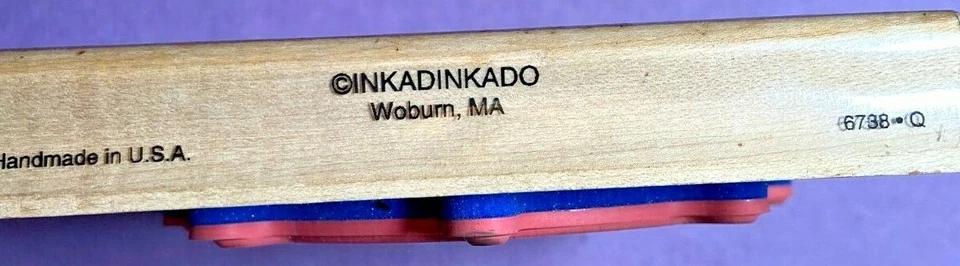 ©INKADINKADO
Woburn, MA
6738•Q
Handmade in U.S.A.